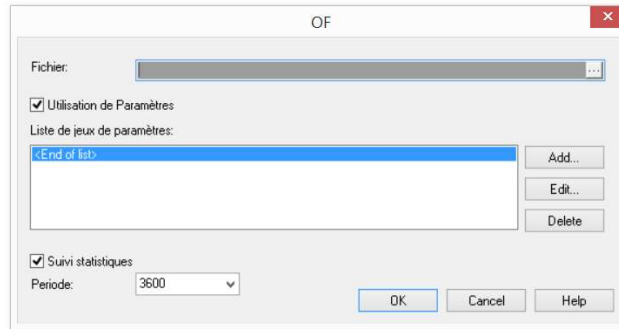 OF
Fichier:
...
Utilisation de Paramètres
Liste de jeux de paramètres:
<End of list>
Add...
Edit...
Delete
Suivi statistiques
Periode: 3600
OK Cancel Help